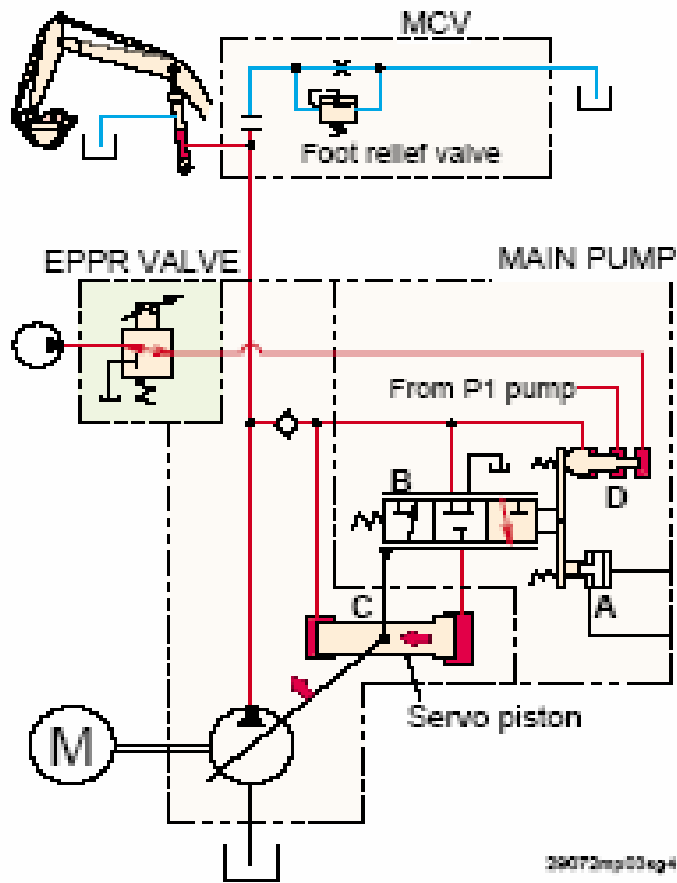 MCV
Foot relief valve
EPPR VALVE
MAIN PUMP
From P1 pump
B
D
A
C
Servo piston
M